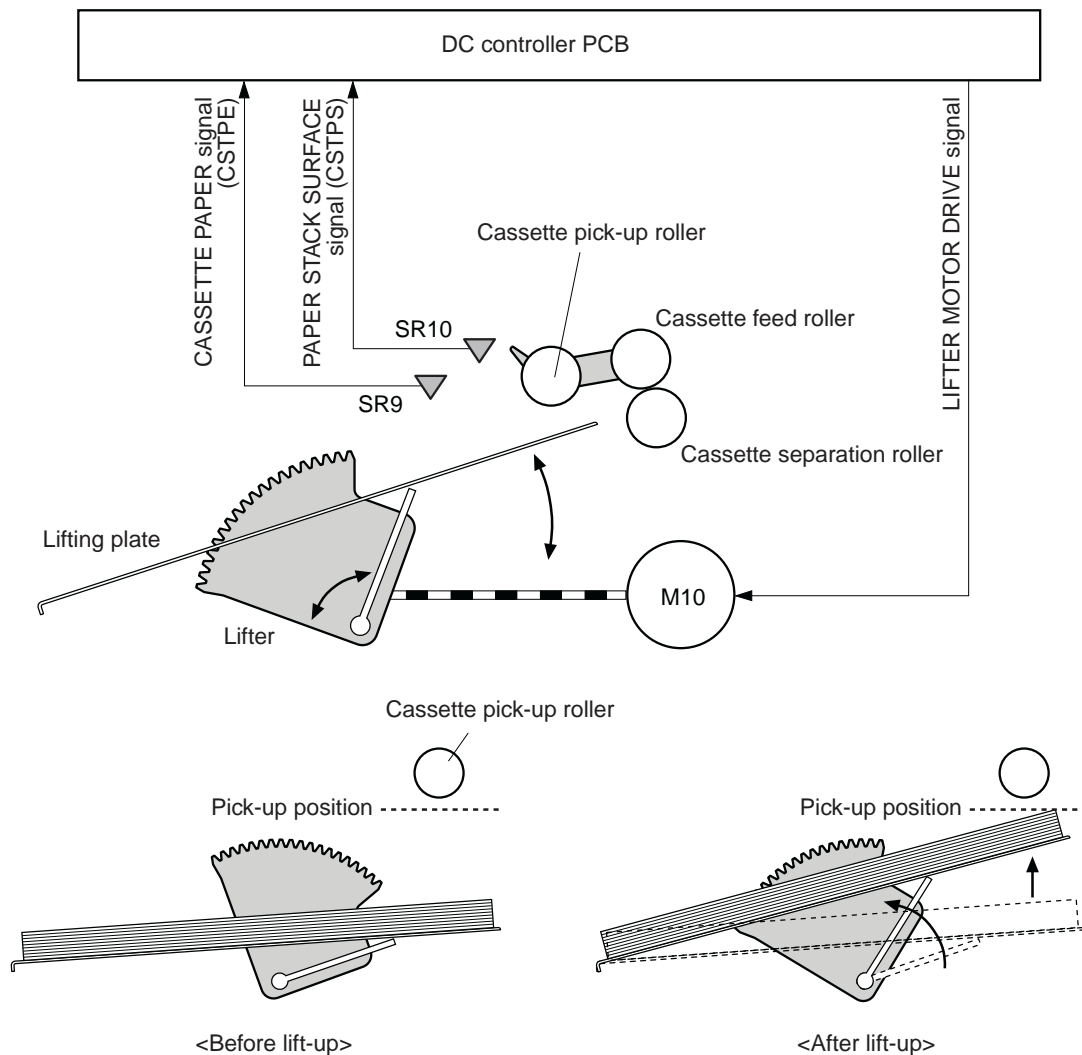 DC controller PCB
CASSETTE PAPER signal
(CSTPE)
PAPER STACK SURFACE
signal (CSTPS)
LIFTER MOTOR DRIVE signal
Cassette pick-up roller
SR10
Cassette feed roller
SR9
Cassette separation roller
Lifting plate
M10
Lifter
Cassette pick-up roller
Pick-up position
Pick-up position
<Before lift-up>
<After lift-up>